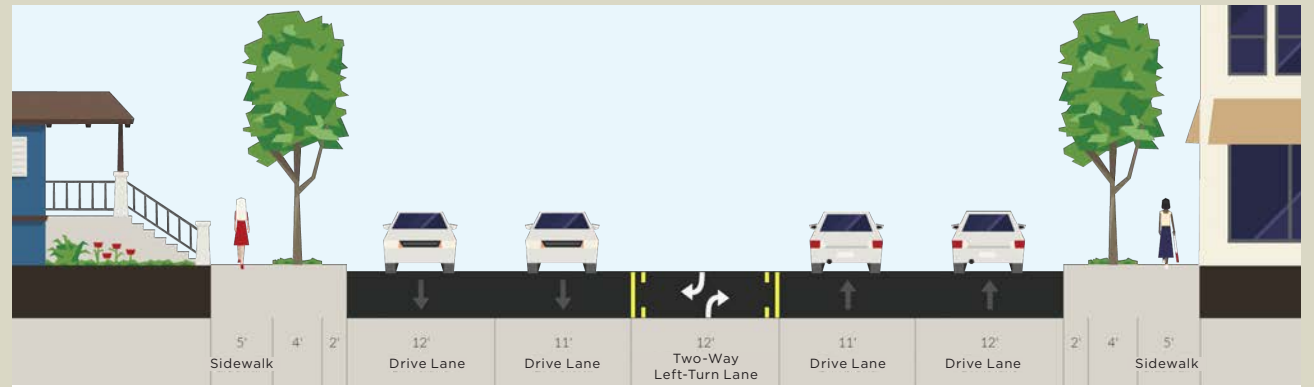 5' 4' 2' 12' 11' 12' 11' 12' 2' 4' 5'
Sidewalk Drive Lane Drive Lane Two-Way Left-Turn Lane Drive Lane Drive Lane Sidewalk